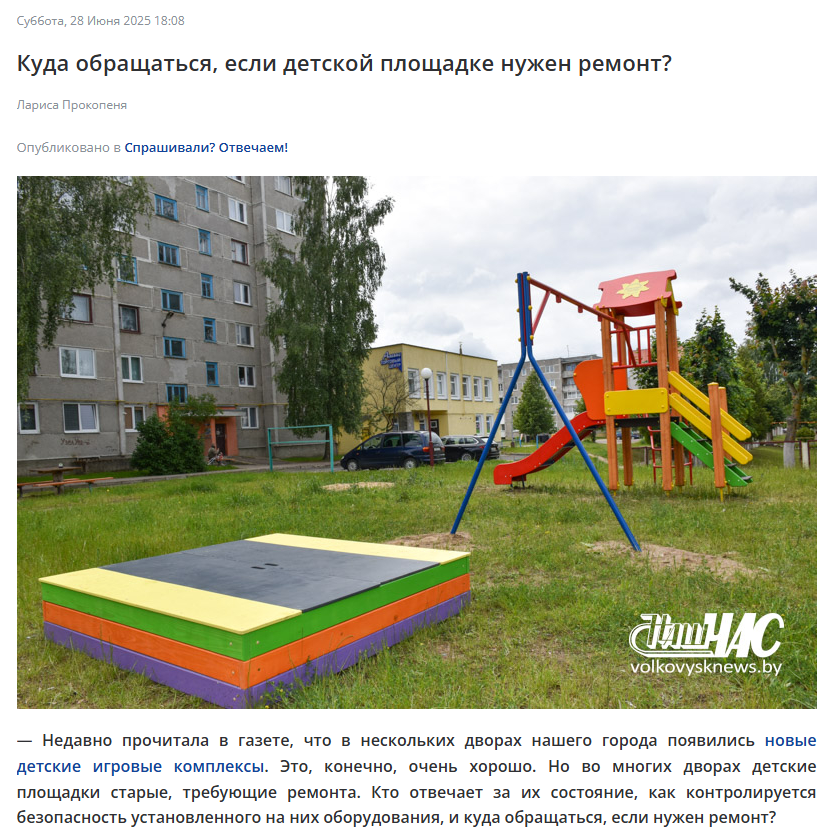 Суббота, 28 Июня 2025 18:08
Куда обращаться, если детской площадке нужен ремонт?
Лариса Прокопеня
Опубликовано в Спрашивали? Отвечаем!
Наш ЧАС
volkovysknews.by
— Недавно прочитала в газете, что в нескольких дворах нашего города появились новые
детские игровые комплексы. Это, конечно, очень хорошо. Но во многих дворах детские
площадки старые, требующие ремонта. Кто отвечает за их состояние, как контролируется
безопасность установленного на них оборудования, и куда обращаться, если нужен ремонт?